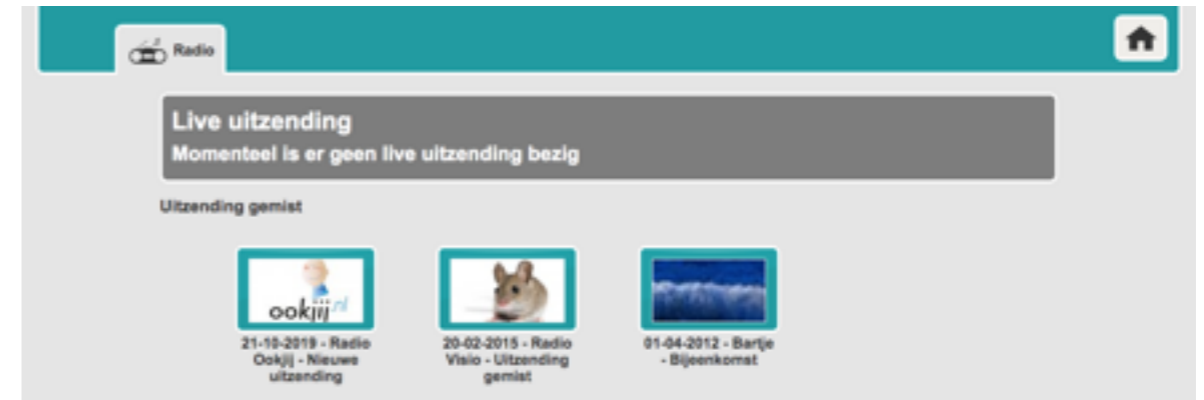 Radio
Live uitzending
Momenteel is er geen live uitzending bezig
Uitzending gemist
ookjij.nl
21-10-2019 - Radio
Ookjij - Nieuwe
uitzending
20-02-2015 - Radio
Visio - Uitzending
gemist
01-04-2012 - Bartje
- Bijeenkomst